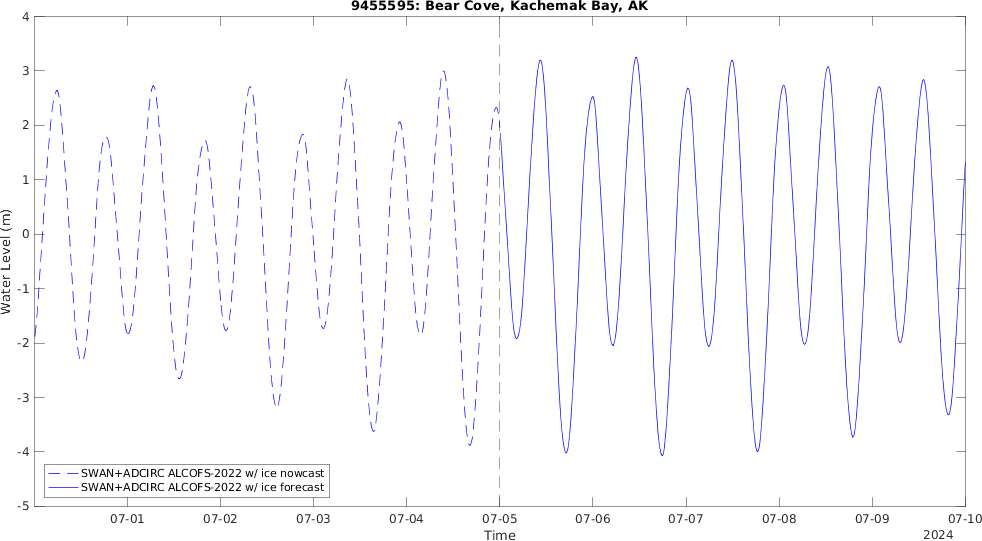 9455595: Bear Cove, Kachemak Bay, AK
4
3
2
1
0
-1
-2
-3
-4
-5
Water Level (m)
SWAN+ADCIRC ALCOFS-2022 w/ ice nowcast
SWAN+ADCIRC ALCOFS-2022 w/ ice forecast
07-01 07-02 07-03 07-04 07-05 07-06 07-07 07-08 07-09 07-10
Time
2024